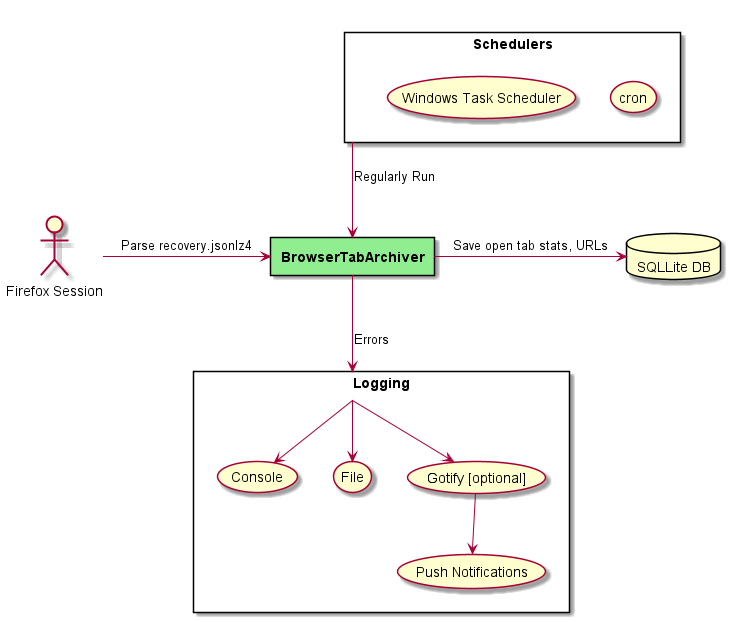 Schedulers
Windows Task Scheduler
cron
Regularly Run
Parse recovery.jsonlz4
Save open tab stats, URLs
BrowserTabArchiver
SQLLite DB
Firefox Session
Errors
Logging
Console
File
Gotify [optional]
Push Notifications